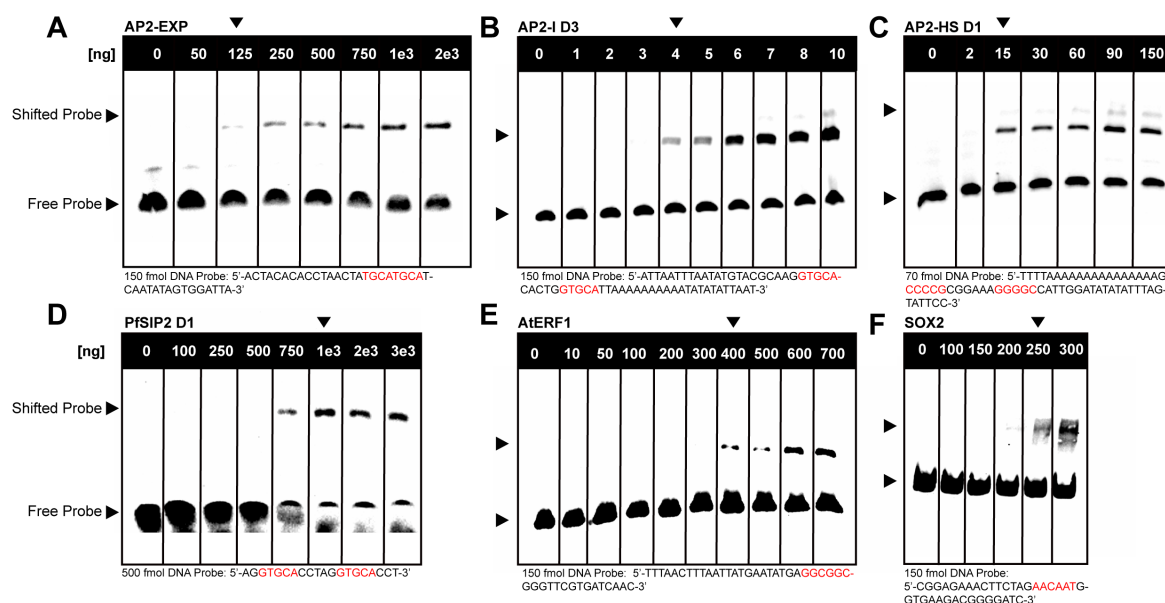 A
AP2-EXP
[ng] 0 50 125 250 500 750 1e3 2e3
Shifted Probe
Free Probe
150 fmol DNA Probe: 5'-ACTACACACCTAACTATGCATGCAT-
CAATATAGTGGATTA-3'
B
AP2-I D3
0 1 2 3 4 5 6 7 8 10
150 fmol DNA Probe: 5'-ATTAATTTAATATGTACGCAAGGTGCA-
CACTGGTGCATTAAAAAAAAAATATATATTAAT-3'
C
AP2-HS D1
0 2 15 30 60 90 150
70 fmol DNA Probe: 5'-TTTTAAAAAAAAAAAAAAAAG
CCCCGCGGAAAGGGGCCATTGGATATATATTTAG-
TATTCC-3'
D
PfSIP2 D1
[ng] 0 100 250 500 750 1e3 2e3 3e3
Shifted Probe
Free Probe
500 fmol DNA Probe: 5'-AGGTGCACCTAGGTGCACCT-3'
E
AtERF1
0 10 50 100 200 300 400 500 600 700
150 fmol DNA Probe: 5'-TTTAACTTTAATTATGAATATGAGGCGGC-
GGGTTCGTGATCAAC-3'
F
SOX2
0 100 150 200 250 300
150 fmol DNA Probe:
5'-CGGAGAAACTTCTAGAACAATG-
GTGAAGACGGGGATC-3'